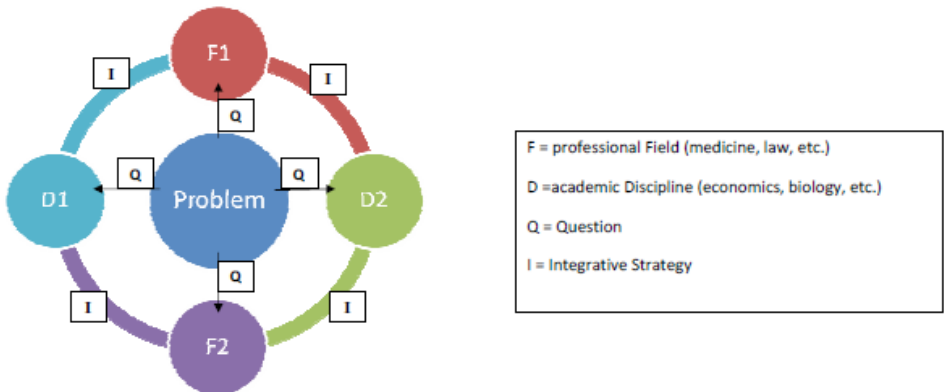 F1
I
I
Q
Q
Q
D1
Problem
D2
Q
I
I
F2
F = professional Field (medicine, law, etc.)
D =academic Discipline (economics, biology, etc.)
Q = Question
I = Integrative Strategy